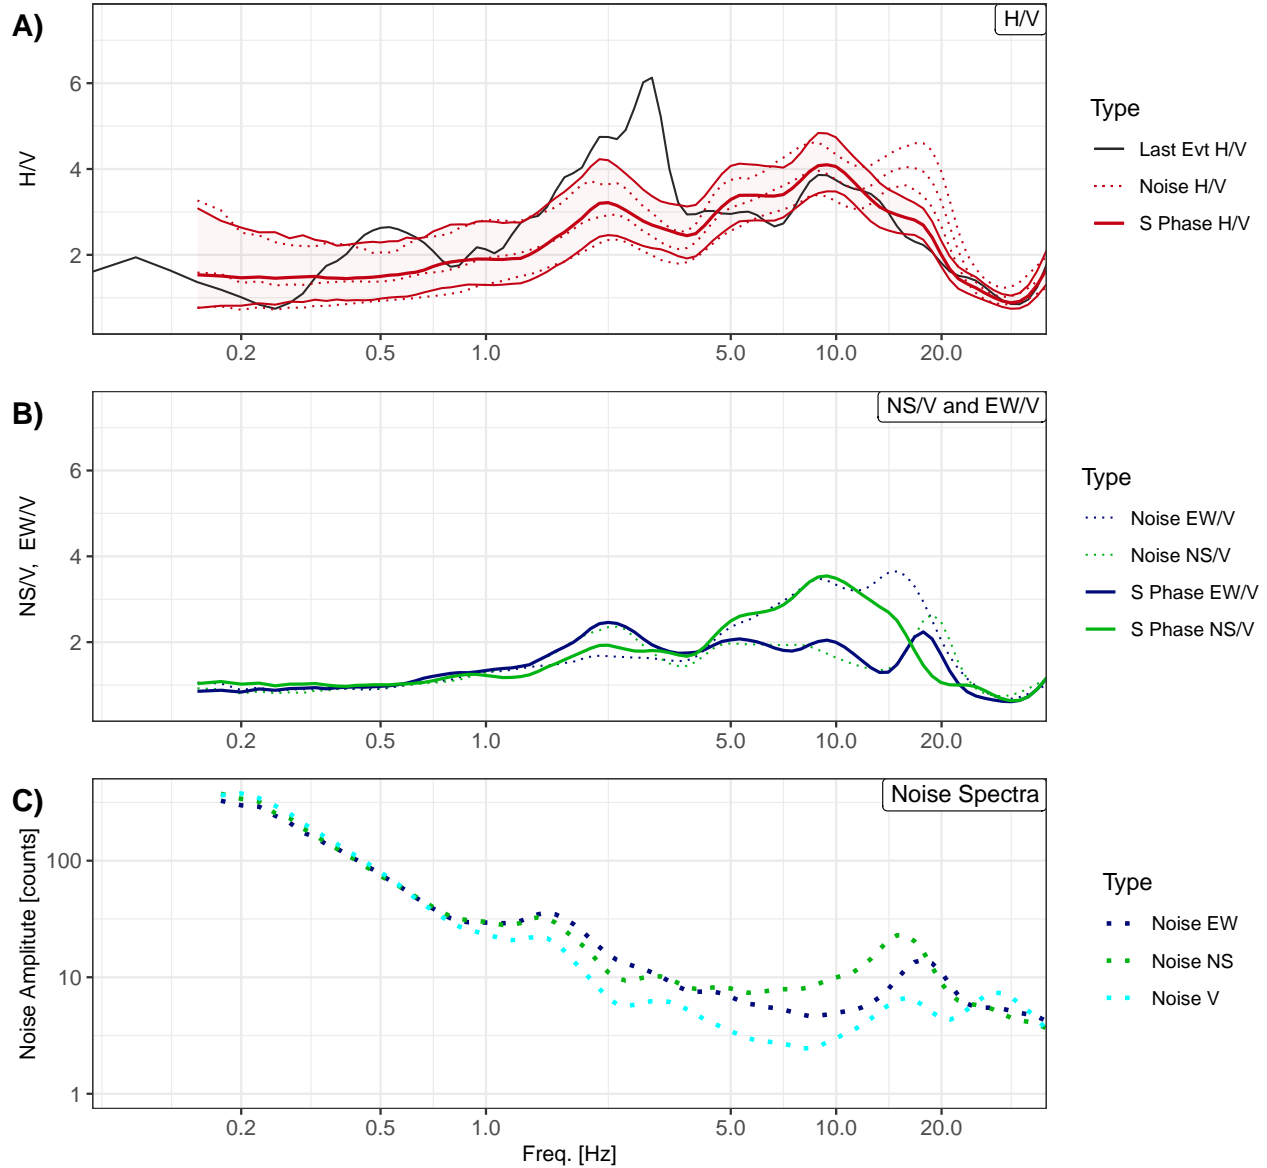 A)
H/V
H/V
6
4
2
0.2 0.5 1.0 5.0 10.0 20.0
Type
Last Evt H/V
Noise H/V
S Phase H/V
B)
NS/V and EW/V
NS/V, EW/V
6
4
2
0.2 0.5 1.0 5.0 10.0 20.0
Type
Noise EW/V
Noise NS/V
S Phase EW/V
S Phase NS/V
C)
Noise Spectra
Noise Amplitute [counts]
100
10
1
0.2 0.5 1.0 5.0 10.0 20.0
Freq. [Hz]
Type
Noise EW
Noise NS
Noise V